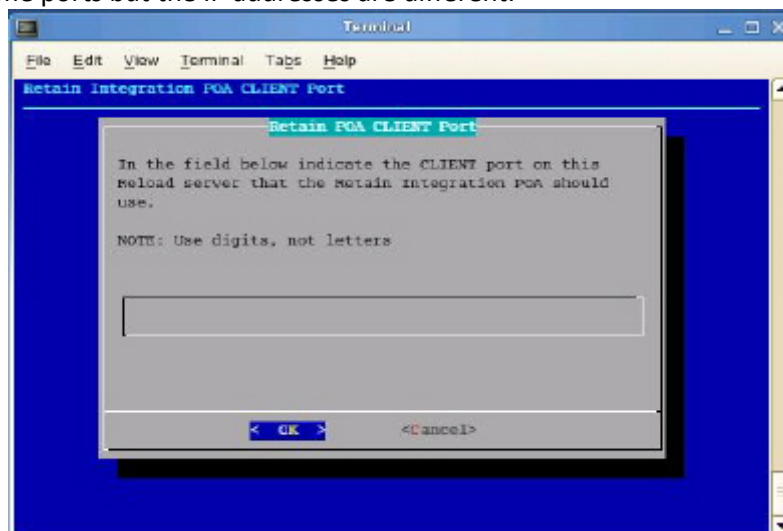 ports but the IP addresses are different.
Terminal
File Edit View Terminal Tabs Help
Retain Integration POA CLIENT Port
Retain POA CLIENT Port
In the field below indicate the CLIENT port on this
Reload server that the Retain Integration POA should
use.
NOTE: Use digits, not letters
< OK > <Cancel>